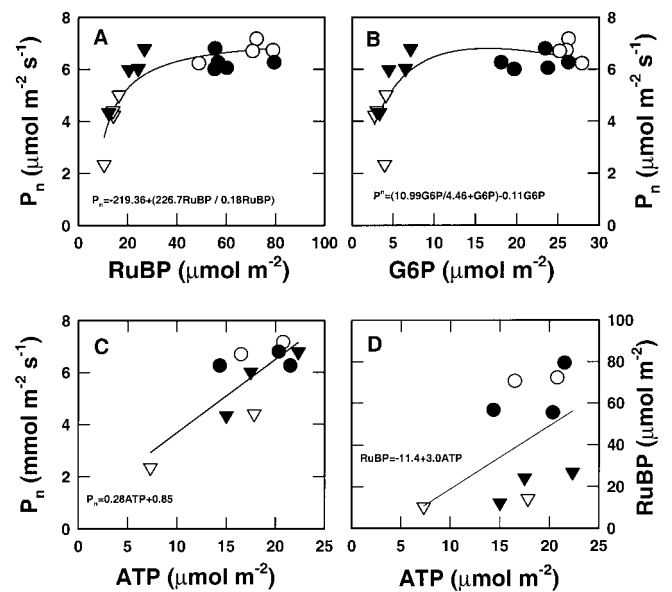 A
B
P_n (μmol m⁻² s⁻¹)
8
6
4
2
0
0 20 40 60 80 100
RuBP (μmol m⁻²)
P_n=-219.36+(226.7RuBP / 0.18RuBP)
8
6
4
2
0
P_n (μmol m⁻² s⁻¹)
0 5 10 15 20 25 30
G6P (μmol m⁻²)
Pⁿ=(10.99G6P/4.46+G6P)-0.11G6P
C
D
P_n (mmol m⁻² s⁻¹)
8
6
4
2
0
0 5 10 15 20 25
ATP (μmol m⁻²)
P_n=0.28ATP+0.85
100
80
60
40
20
0
RuBP (μmol m⁻²)
0 5 10 15 20 25
ATP (μmol m⁻²)
RuBP=-11.4+3.0ATP